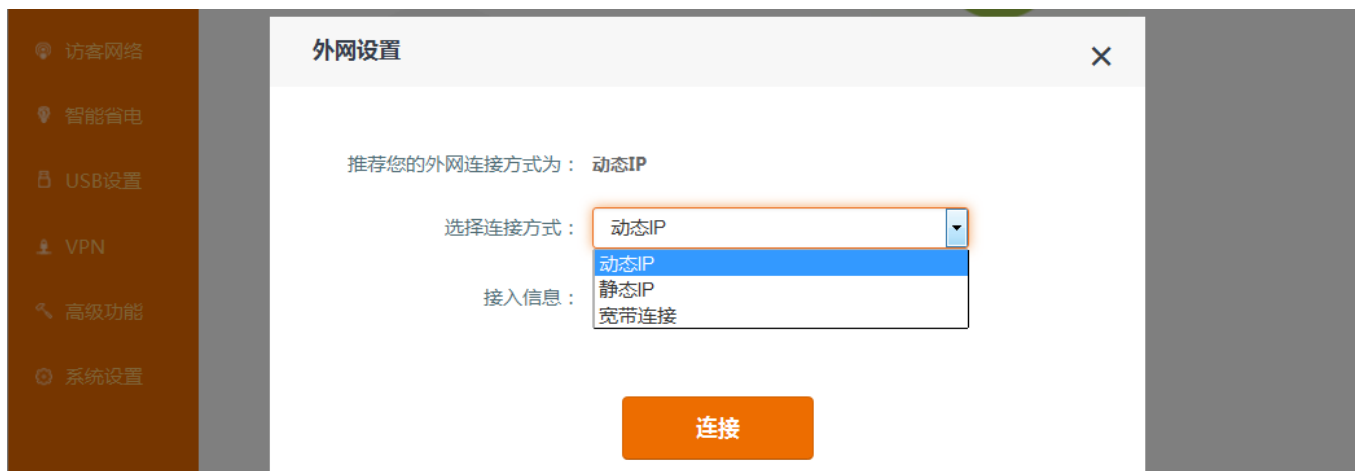 访客网络
智能省电
USB设置
VPN
高级功能
系统设置
外网设置
推荐您的外网连接方式为： 动态IP
选择连接方式： 动态IP
动态IP
静态IP
宽带连接
接入信息：
连接